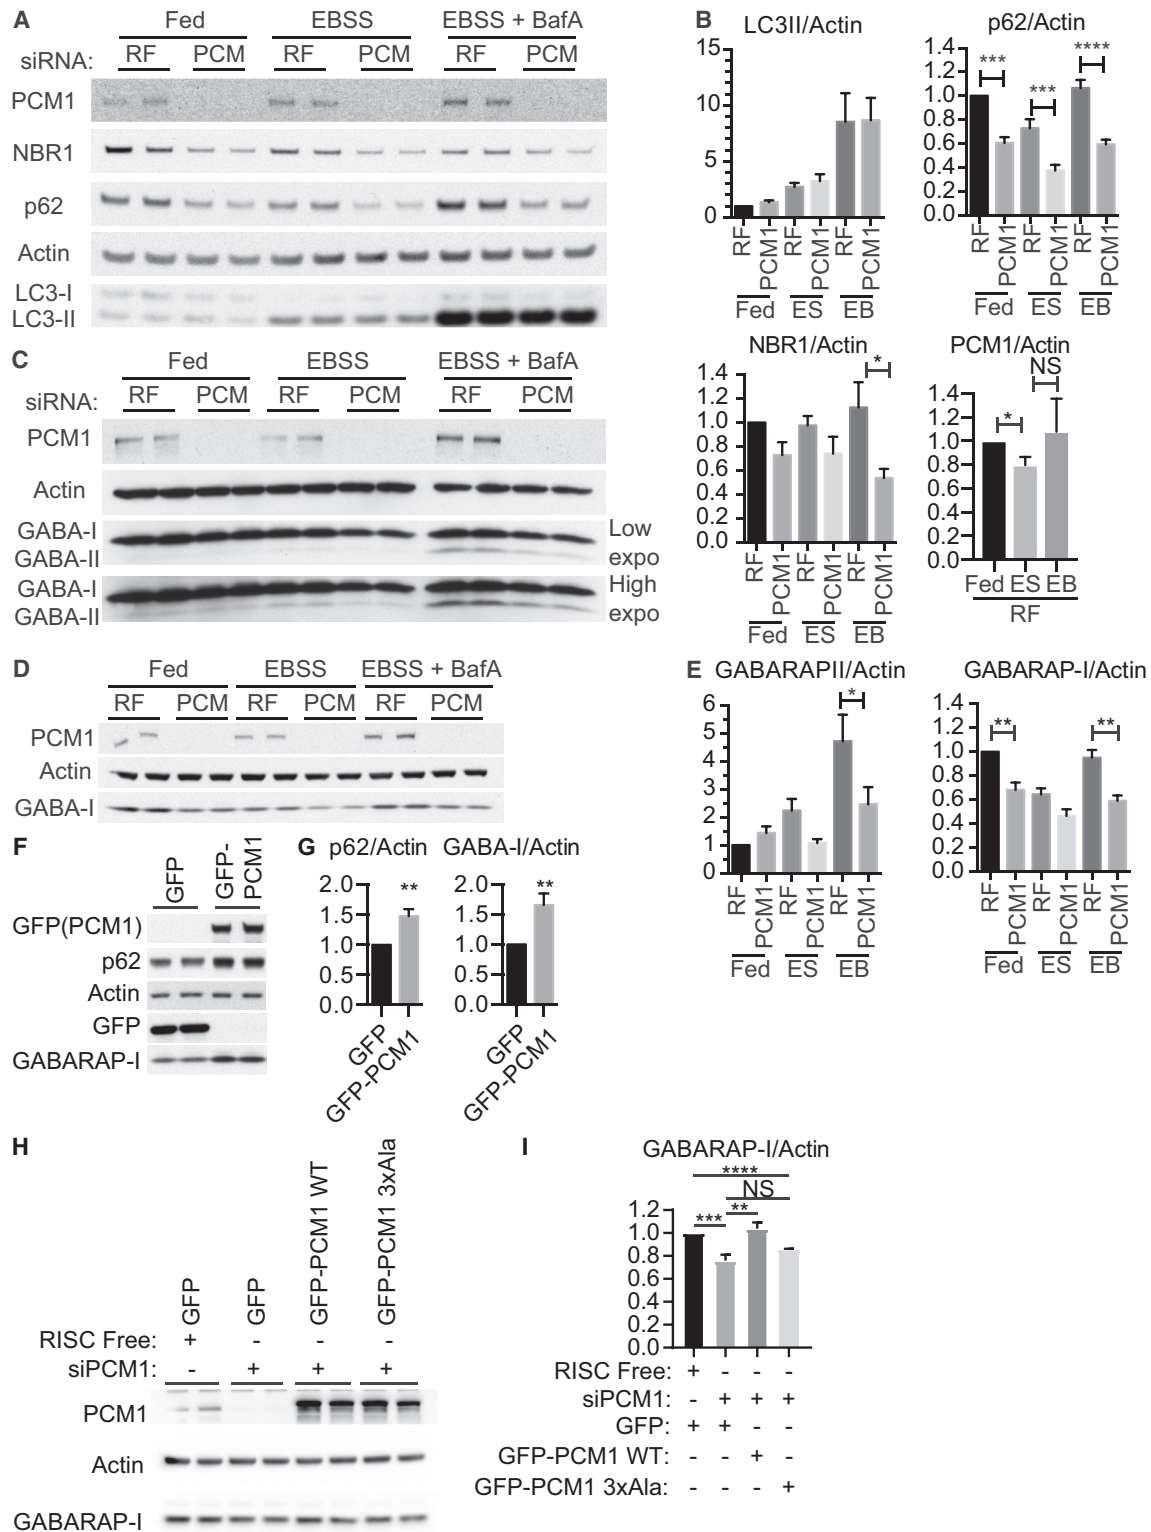 A
Fed EBSS EBSS + BafA
siRNA: RF PCM RF PCM RF PCM
PCM1
NBR1
p62
Actin
LC3-I
LC3-II
B
LC3II/Actin
15
10
5
0
RF PCM1 RF PCM1 RF PCM1
Fed ES EB
p62/Actin
1.4
1.2
1.0
0.8
0.6
0.4
0.2
0.0
*** *** ****
RF PCM1 RF PCM1 RF PCM1
Fed ES EB
NBR1/Actin
1.4
1.2
1.0
0.8
0.6
0.4
0.2
0.0
*
RF PCM1 RF PCM1 RF PCM1
Fed ES EB
PCM1/Actin
NS
*
1.4
1.2
1.0
0.8
0.6
0.4
0.2
0.0
Fed ES EB
RF
C
Fed EBSS EBSS + BafA
siRNA: RF PCM RF PCM RF PCM
PCM1
Actin
GABA-I Low
GABA-II expo
GABA-I High
GABA-II expo
D
Fed EBSS EBSS + BafA
RF PCM RF PCM RF PCM
PCM1
Actin
GABA-I
E
GABARAPII/Actin
6
5
4
3
2
1
0
*
RF PCM1 RF PCM1 RF PCM1
Fed ES EB
GABARAP-I/Actin
1.4
1.2
1.0
0.8
0.6
0.4
0.2
0.0
** **
RF PCM1 RF PCM1 RF PCM1
Fed ES EB
F
GFP GFP-PCM1
GFP(PCM1)
p62
Actin
GFP
GABARAP-I
G
p62/Actin
2.0
1.5
1.0
0.5
0.0
**
GFP
GFP-PCM1
GABA-I/Actin
2.0
1.5
1.0
0.5
0.0
**
GFP
GFP-PCM1
H
GFP GFP GFP-PCM1 WT GFP-PCM1 3xAla
RISC Free: + - - -
siPCM1: - + + +
PCM1
Actin
GABARAP-I
I
GABARAP-I/Actin
****
NS
*** **
1.2
1.0
0.8
0.6
0.4
0.2
0.0
RISC Free: + - - -
siPCM1: - + + +
GFP: + + - -
GFP-PCM1 WT: - - + -
GFP-PCM1 3xAla: - - - +